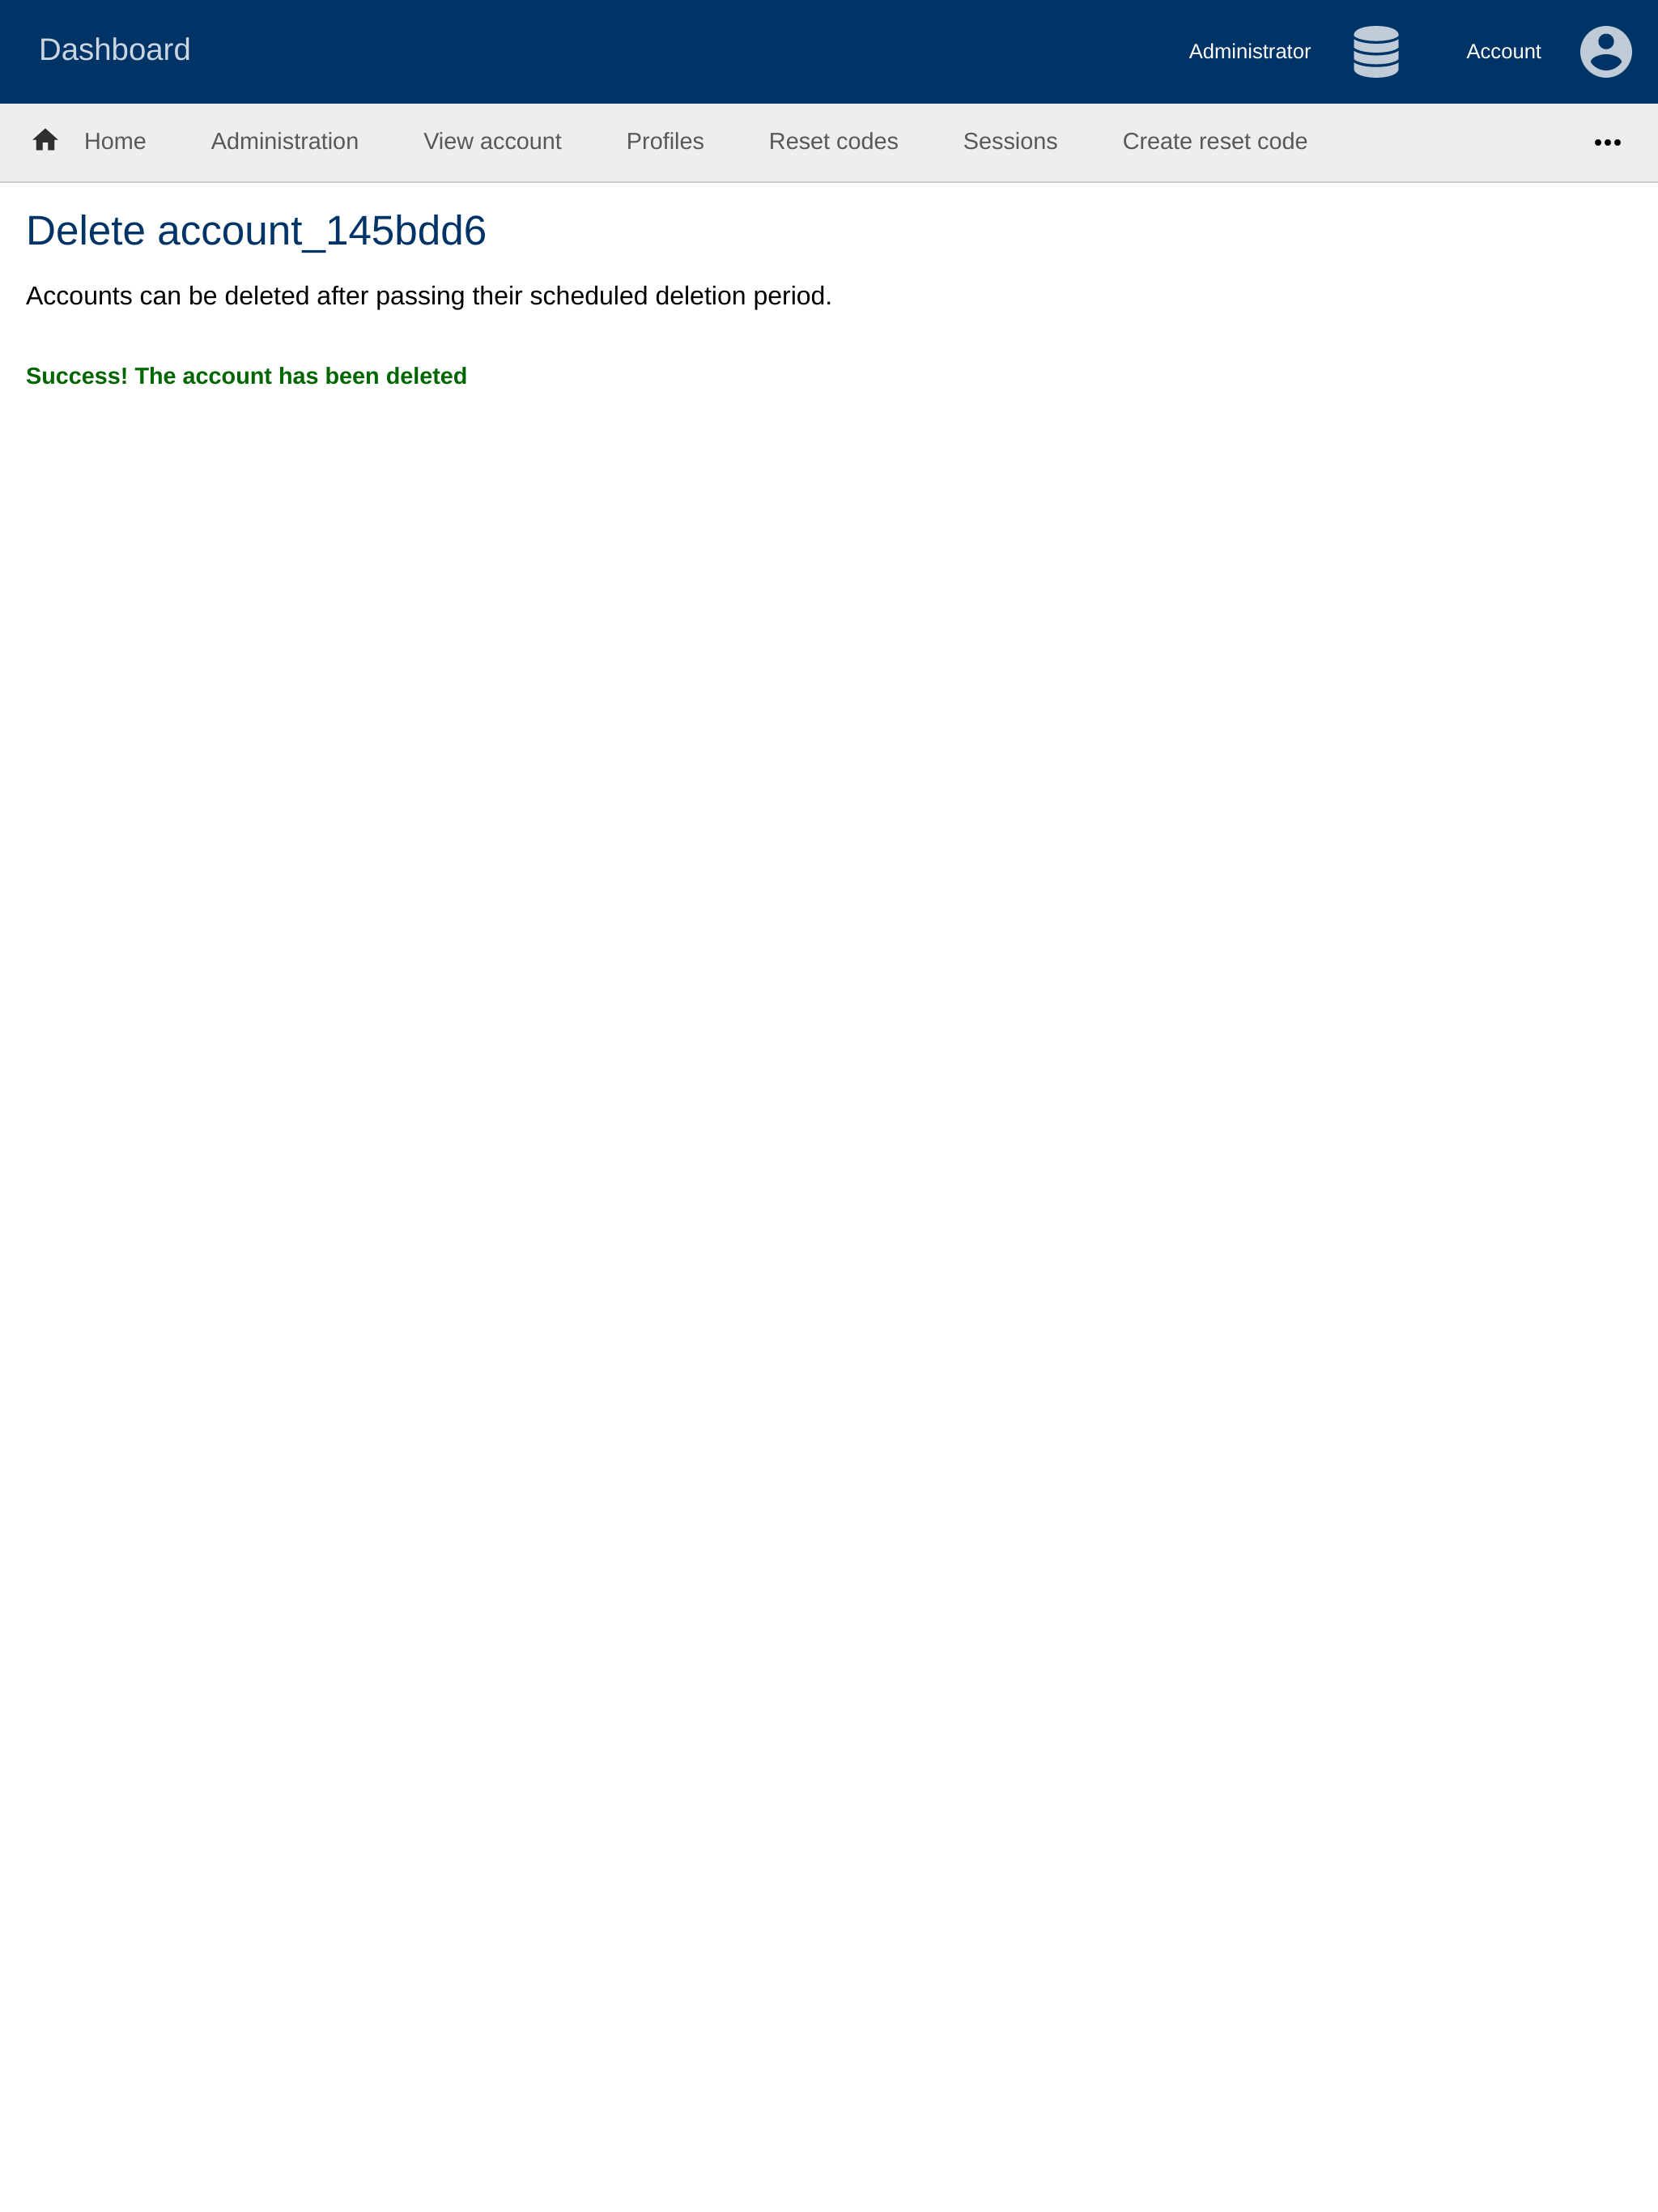 Dashboard
Administrator
Account
Home
Administration
View account
Profiles
Reset codes
Sessions
Create reset code
Delete account_145bdd6
Accounts can be deleted after passing their scheduled deletion period.
Success! The account has been deleted